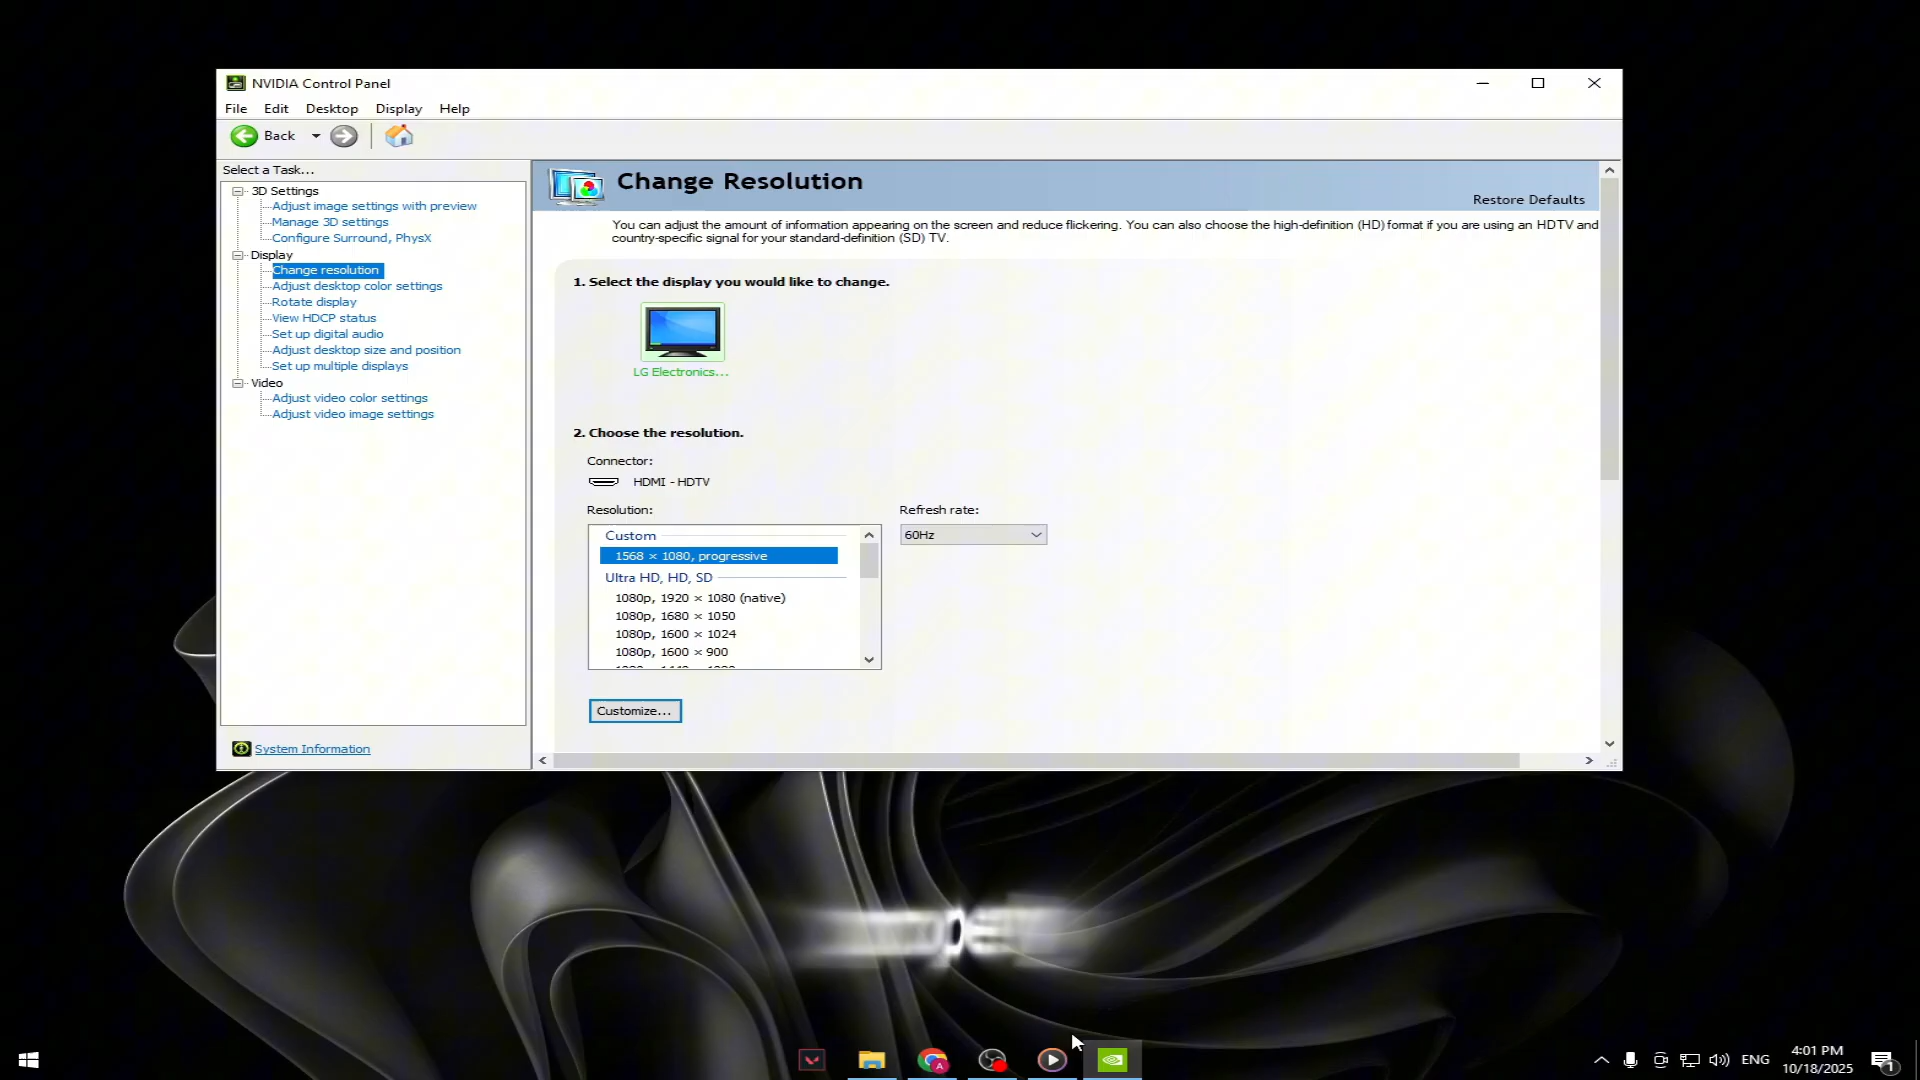 NVIDIA Control Panel
File Edit Desktop Display Help
Back
Select a Task...
3D Settings
Adjust image settings with preview
Manage 3D settings
Configure Surround, PhysX
Display
Change resolution
Adjust desktop color settings
Rotate display
View HDCP status
Set up digital audio
Adjust desktop size and position
Set up multiple displays
Video
Adjust video color settings
Adjust video image settings
System Information
Change Resolution
Restore Defaults
You can adjust the amount of information appearing on the screen and reduce flickering. You can also choose the high-definition (HD) format if you are using an HDTV and
country-specific signal for your standard-definition (SD) TV.
1. Select the display you would like to change.
LG Electronics...
2. Choose the resolution.
Connector:
HDMI - HDTV
Resolution:
Refresh rate:
Custom
60Hz
1568 × 1080, progressive
Ultra HD, HD, SD
1080p, 1920 × 1080 (native)
1080p, 1680 × 1050
1080p, 1600 × 1024
1080p, 1600 × 900
Customize...
ENG
4:01 PM
10/18/2025
1
A